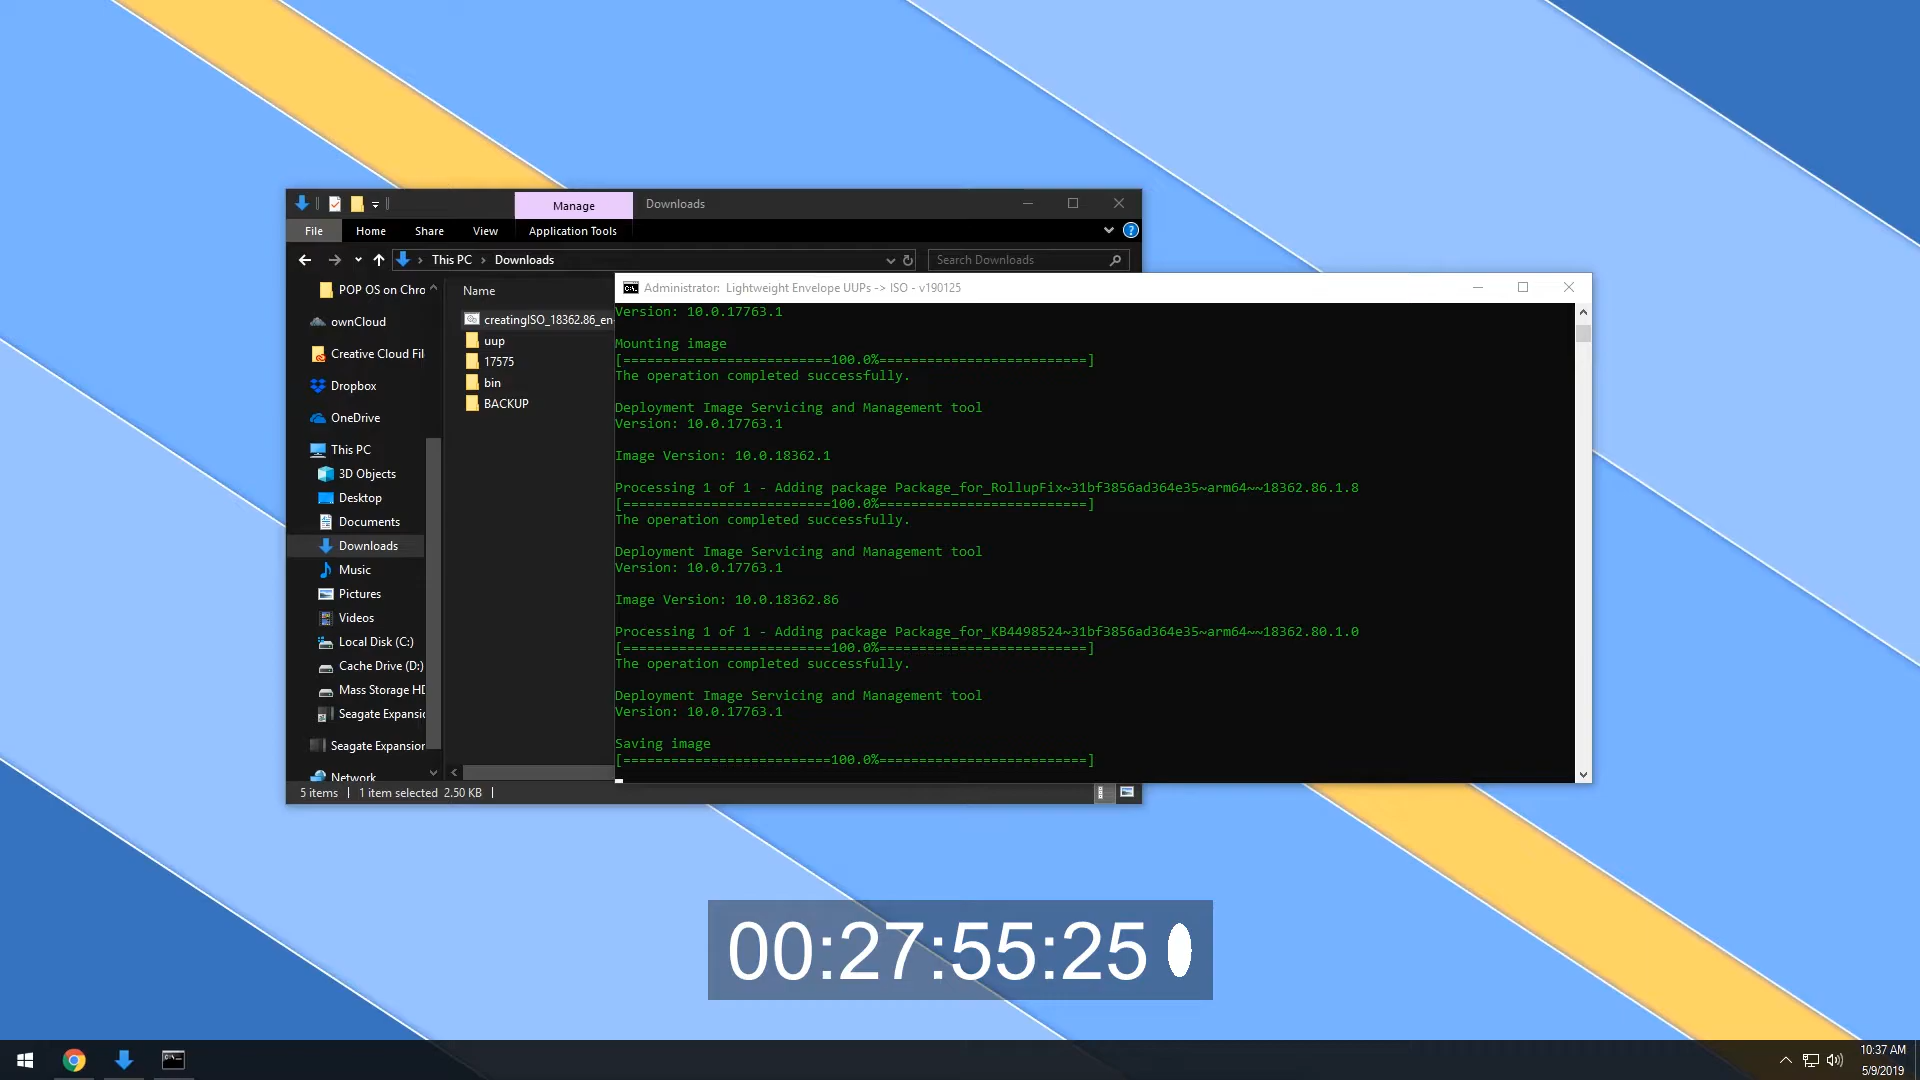 Manage
Downloads
File
Home
Share
View
Application Tools
This PC
Downloads
Search Downloads
POP OS on Chro
ownCloud
Creative Cloud Fil
Dropbox
OneDrive
This PC
3D Objects
Desktop
Documents
Downloads
Music
Pictures
Videos
Local Disk (C:)
Cache Drive (D:)
Mass Storage HD
Seagate Expansio
Seagate Expansion
Network
Name
creatingISO_18362.86_en-
uup
17575
bin
BACKUP
5 items
1 item selected 2.50 KB
Administrator: Lightweight Envelope UUPs -> ISO - v190125
Version: 10.0.17763.1
Mounting image
[==========================100.0%==========================]
The operation completed successfully.
Deployment Image Servicing and Management tool
Version: 10.0.17763.1
Image Version: 10.0.18362.1
Processing 1 of 1 - Adding package Package_for_RollupFix~31bf3856ad364e35~arm64~~18362.86.1.8
[==========================100.0%==========================]
The operation completed successfully.
Deployment Image Servicing and Management tool
Version: 10.0.17763.1
Image Version: 10.0.18362.86
Processing 1 of 1 - Adding package Package_for_KB4498524~31bf3856ad364e35~arm64~~18362.80.1.0
[==========================100.0%==========================]
The operation completed successfully.
Deployment Image Servicing and Management tool
Version: 10.0.17763.1
Saving image
[==========================100.0%==========================]
00:27:55:25
10:37 AM
5/9/2019